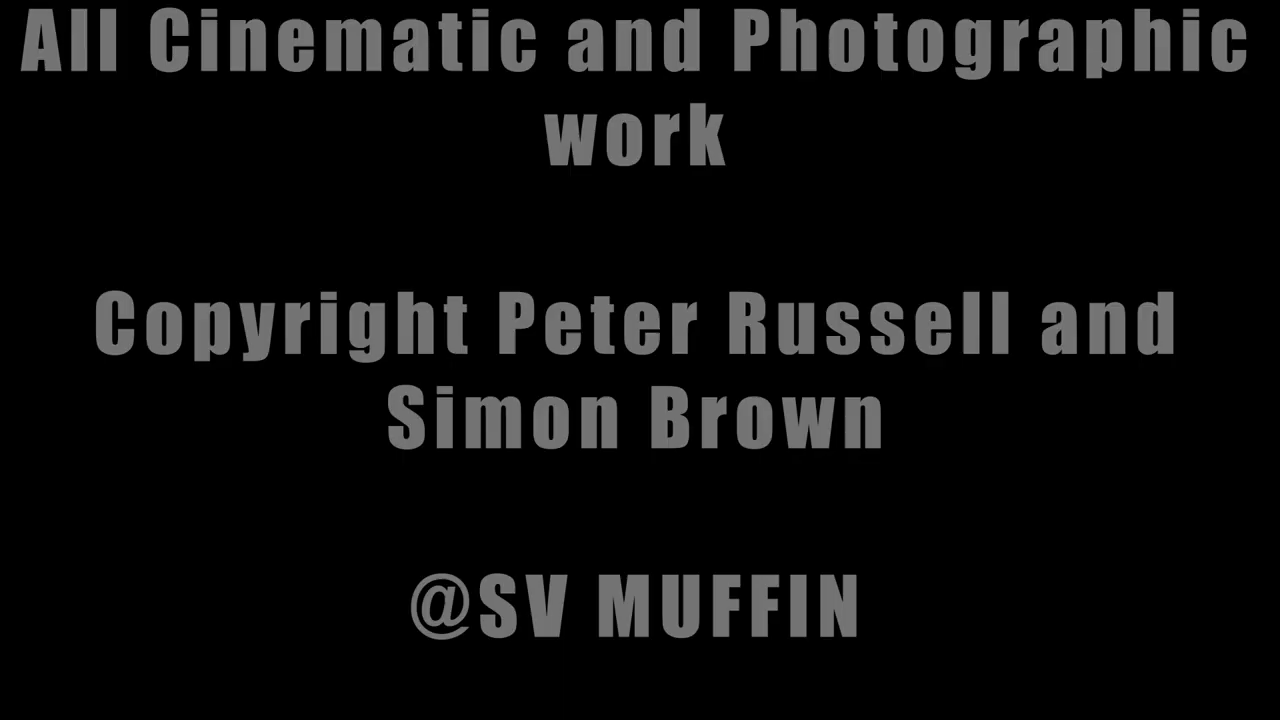 All Cinematic and Photographic
work
Copyright Peter Russell and
Simon Brown
@SV MUFFIN